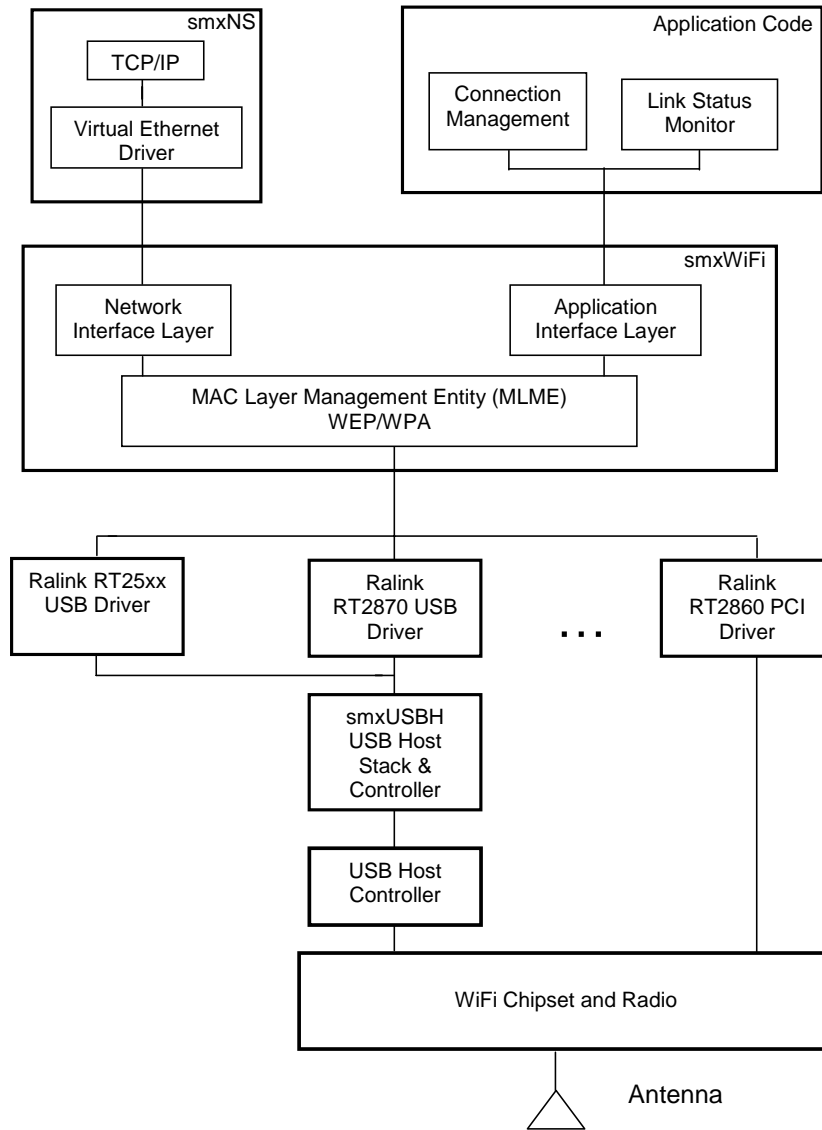 smxNS
TCP/IP
Virtual Ethernet
Driver
Application Code
Connection
Management
Link Status
Monitor
smxWiFi
Network
Interface Layer
Application
Interface Layer
MAC Layer Management Entity (MLME)
WEP/WPA
Ralink RT25xx
USB Driver
Ralink
RT2870 USB
Driver
...
Ralink
RT2860 PCI
Driver
smxUSBH
USB Host
Stack &
Controller
USB Host
Controller
WiFi Chipset and Radio
Antenna